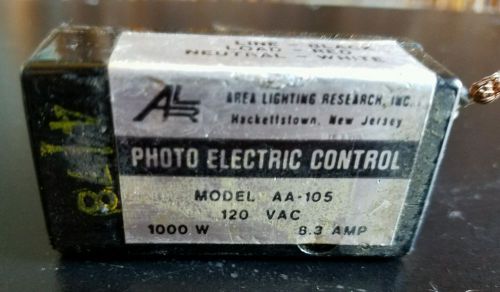 LINE - BLACK
LOAD - RED
NEUTRAL - WHITE
ALR
AREA LIGHTING RESEARCH, INC.
Hackettstown, New Jersey
PHOTO ELECTRIC CONTROL
MODEL AA-105
120 VAC
1000 W 8.3 AMP